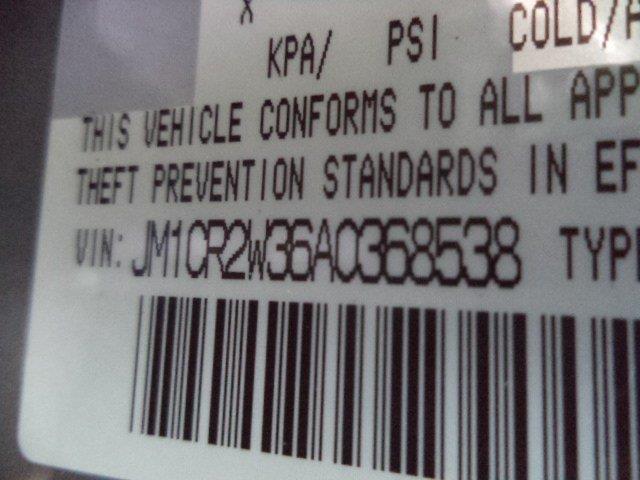 X
KPA/ PSI COLD/
THIS VEHICLE CONFORMS TO ALL APP
THEFT PREVENTION STANDARDS IN EF
VIN: JM1CR2W36A0368538 TYP